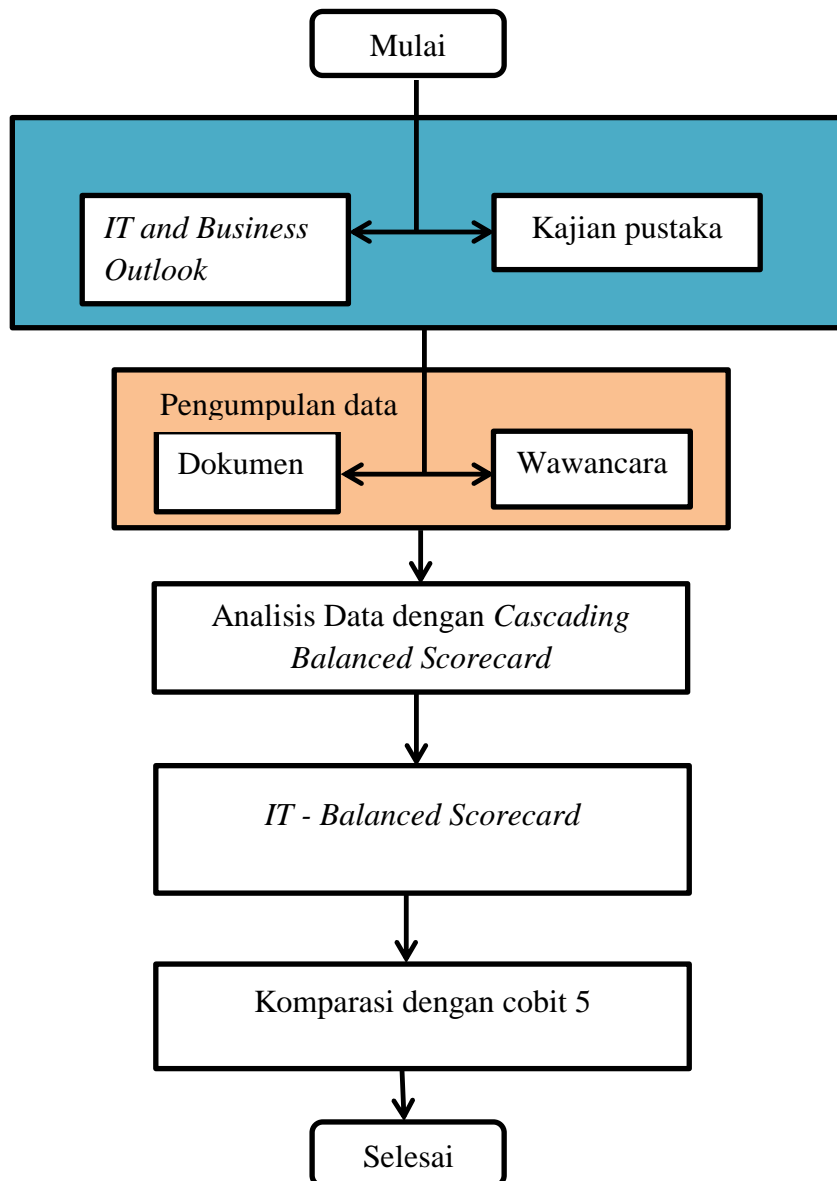 Mulai
IT and Business
Outlook
Kajian pustaka
Pengumpulan data
Dokumen
Wawancara
Analisis Data dengan Cascading
Balanced Scorecard
IT - Balanced Scorecard
Komparasi dengan cobit 5
Selesai